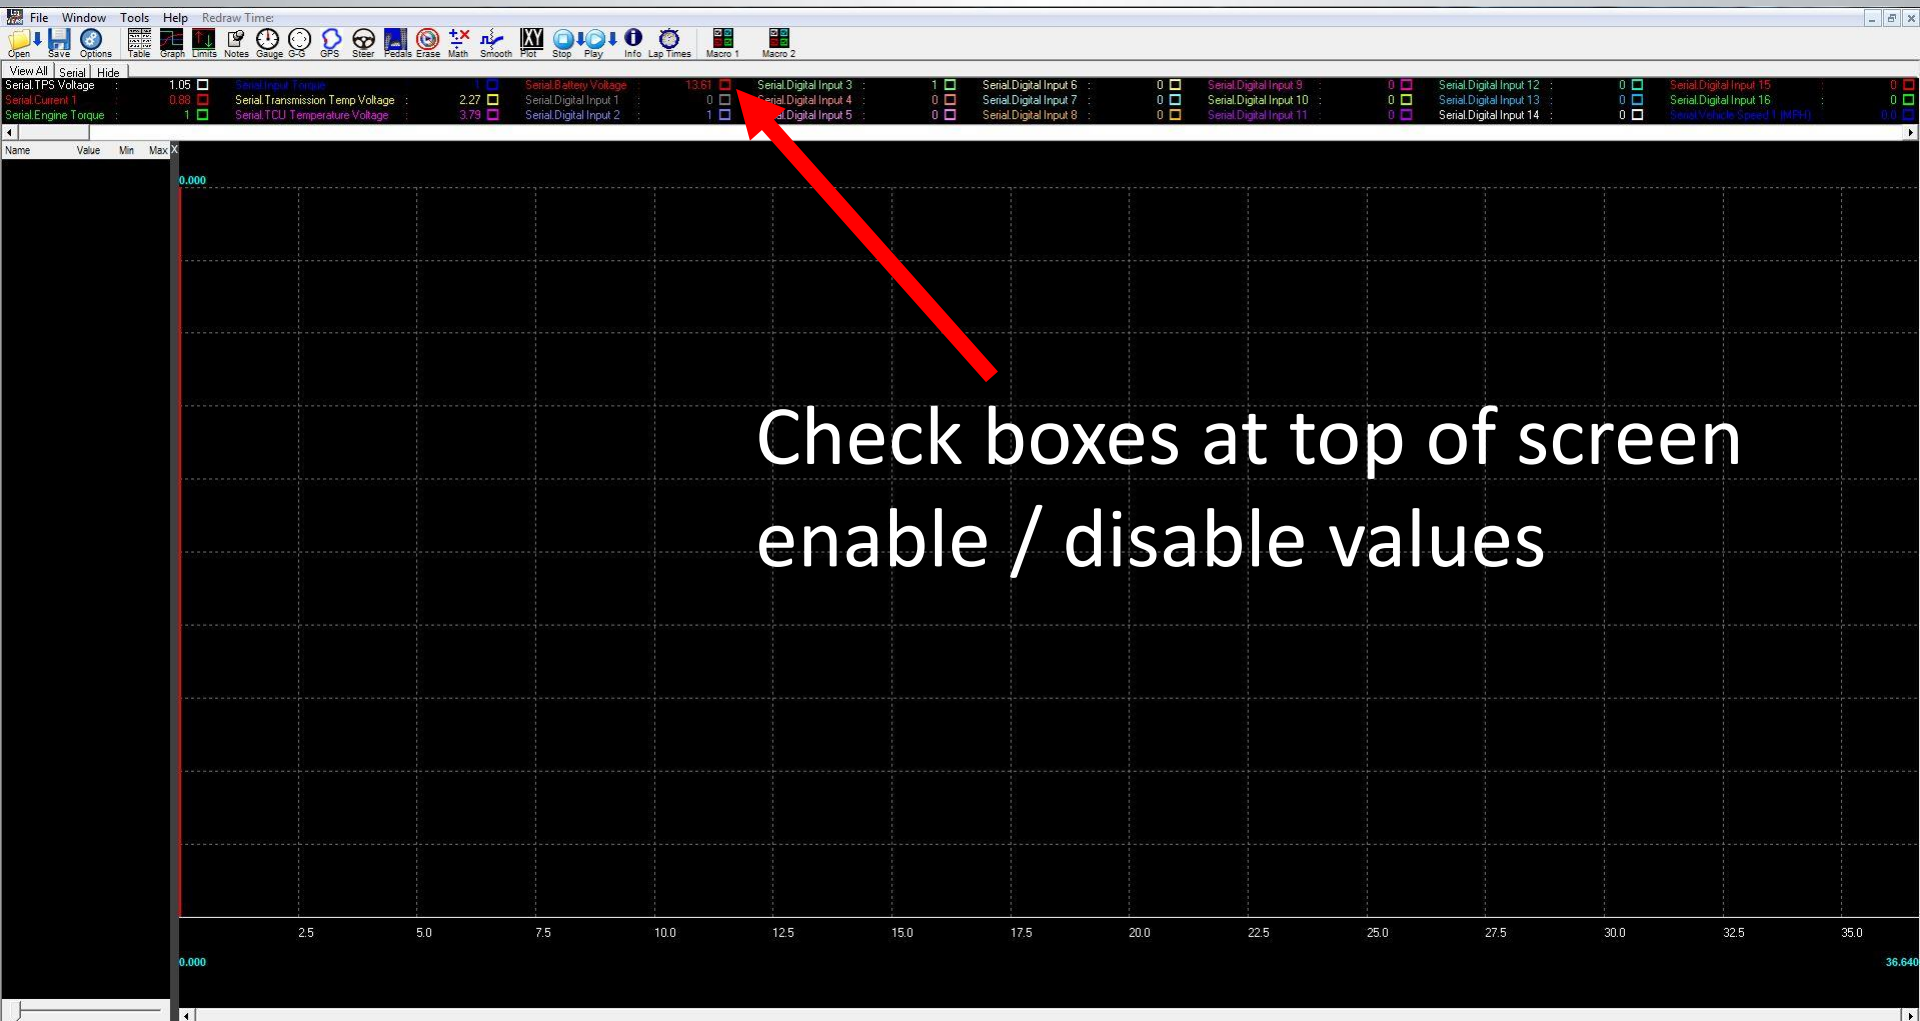 File Window Tools Help Redraw Time:
Open Save Options Table Graph Limits Notes Gauge G-G GPS Steer Pedals Erase Math Smooth XY Plot Stop Play Info Lap Times Macro 1 Macro 2
View All Serial Hide
Serial.TPS Voltage : 1.05 Serial.Input Torque : 1 Serial.Battery Voltage : 13.61 Serial.Digital Input 3 : 1 Serial.Digital Input 6 : 0 Serial.Digital Input 9 : 0 Serial.Digital Input 12 : 0 Serial.Digital Input 15 : 0
Serial.Current 1 : 0.88 Serial.Transmission Temp Voltage : 2.27 Serial.Digital Input 1 : 0 Serial.Digital Input 4 : 0 Serial.Digital Input 7 : 0 Serial.Digital Input 10 : 0 Serial.Digital Input 13 : 0 Serial.Digital Input 16 : 0
Serial.Engine Torque : 1 Serial.TCU Temperature Voltage : 3.79 Serial.Digital Input 2 : 1 al.Digital Input 5 : 0 Serial.Digital Input 8 : 0 Serial.Digital Input 11 : 0 Serial.Digital Input 14 : 0 Serial.Vehicle Speed 1 (MPH) : 0.0
Name Value Min Max X
0.000
Check boxes at top of screen
enable / disable values
2.5 5.0 7.5 10.0 12.5 15.0 17.5 20.0 22.5 25.0 27.5 30.0 32.5 35.0
0.000 36.640